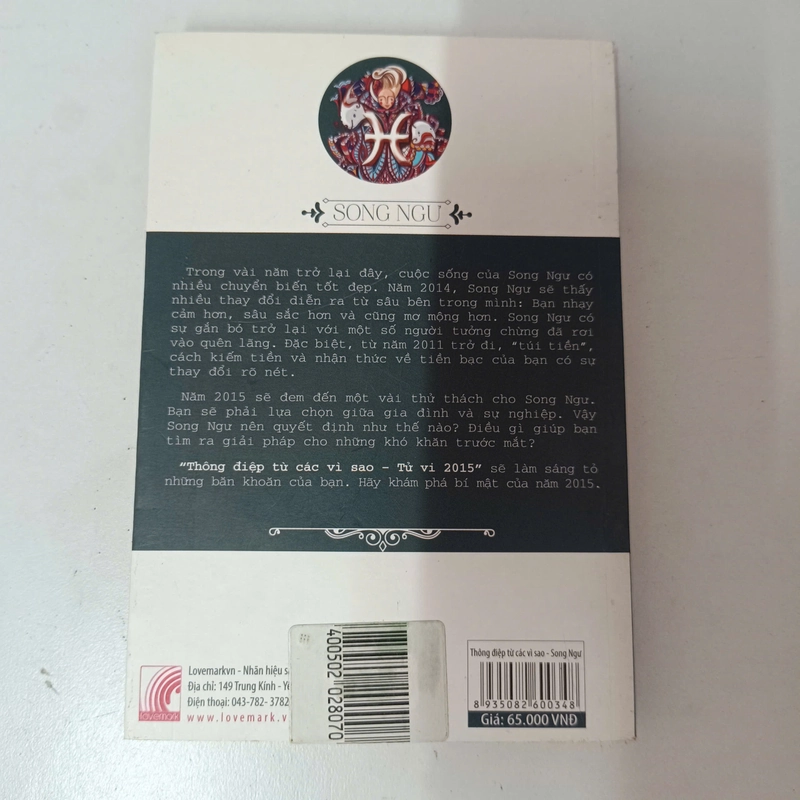 SONG NGƯ
Trong vài năm trở lại đây, cuộc sống của Song Ngư có
nhiều chuyển biến tốt đẹp. Năm 2014, Song Ngư sẽ thấy
nhiều thay đổi diễn ra từ sâu bên trong mình: Bạn nhạy
cảm hơn, sâu sắc hơn và cũng mơ mộng hơn. Song Ngư có
sự gắn bó trở lại với một số người tưởng chừng đã rơi
vào quên lãng. Đặc biệt, từ năm 2011 trở đi, "túi tiền",
cách kiếm tiền và nhận thức về tiền bạc của bạn có sự
thay đổi rõ nét.
Năm 2015 sẽ đem đến một vài thử thách cho Song Ngư.
Bạn sẽ phải lựa chọn giữa gia đình và sự nghiệp. Vậy
Song Ngư nên quyết định như thế nào? Điều gì giúp bạn
tìm ra giải pháp cho những khó khăn trước mắt?
"Thông điệp từ các vì sao - Tử vi 2015" sẽ làm sáng tỏ
những băn khoăn của bạn. Hãy khám phá bí mật của năm 2015.
lovemark
Lovemarkvn - Nhãn hiệu s
Địa chỉ: 149 Trung Kính - Yê
Điện thoại: 043-782- 3782
www.lovemark.v
400502 028070
Thông điệp từ các vì sao - Song Ngư
8 935082 600348
Giá: 65.000 VNĐ